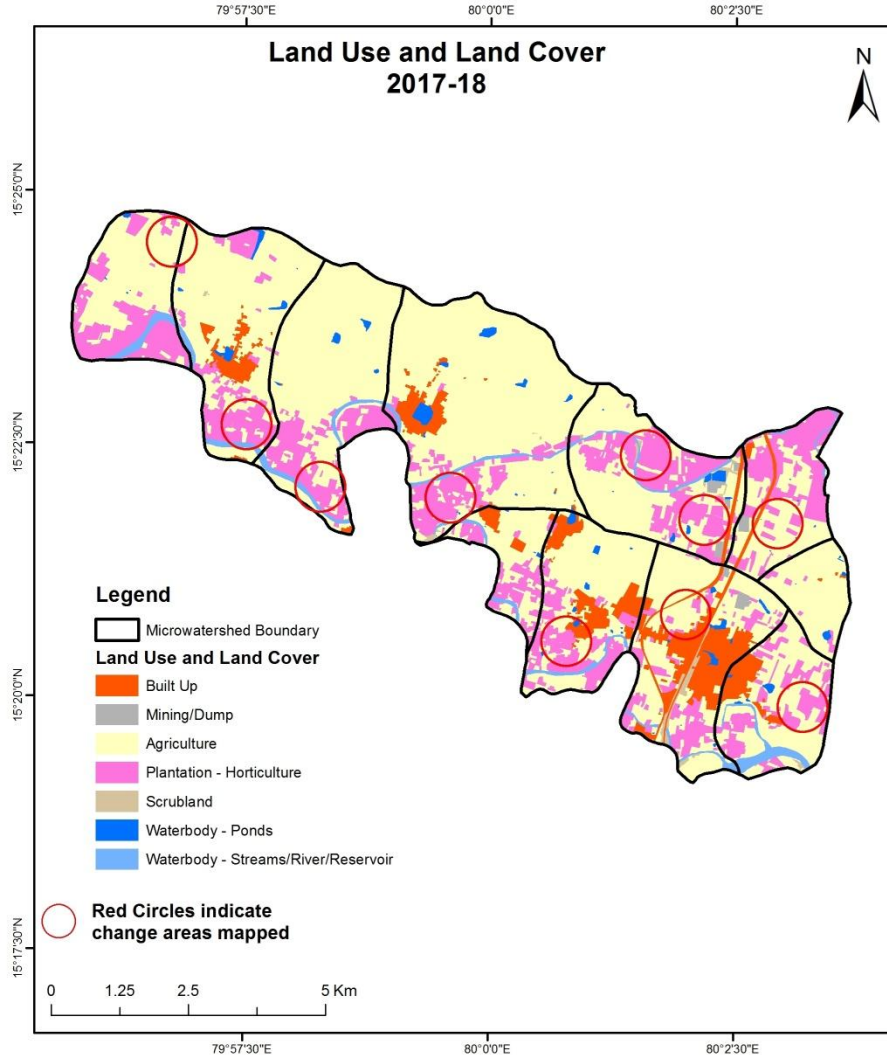 79°57'30"E 80°0'0"E 80°2'30"E
Land Use and Land Cover
2017-18
N
15°25'0"N
15°22'30"N
15°20'0"N
15°17'30"N
Legend
Microwatershed Boundary
Land Use and Land Cover
Built Up
Mining/Dump
Agriculture
Plantation - Horticulture
Scrubland
Waterbody - Ponds
Waterbody - Streams/River/Reservoir
Red Circles indicate
change areas mapped
0 1.25 2.5 5 Km
79°57'30"E 80°0'0"E 80°2'30"E